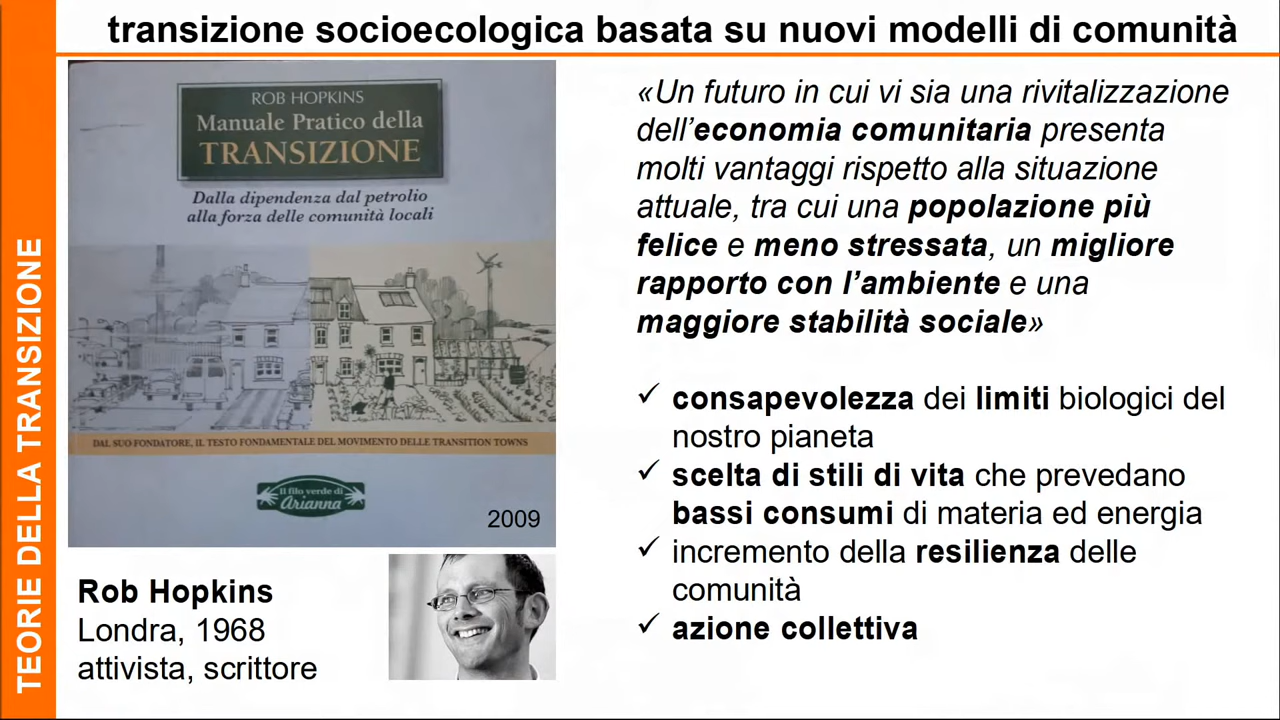 transizione socioecologica basata su nuovi modelli di comunità
TEORIE DELLA TRANSIZIONE
ROB HOPKINS
Manuale Pratico della
TRANSIZIONE
Dalla dipendenza dal petrolio
alla forza delle comunità locali
DAL SUO FONDATORE, IL TESTO FONDAMENTALE DEL MOVIMENTO DELLE TRANSITION TOWNS
Il filo verde di
Arianna
2009
Rob Hopkins
Londra, 1968
attivista, scrittore
«Un futuro in cui vi sia una rivitalizzazione
dell’economia comunitaria presenta
molti vantaggi rispetto alla situazione
attuale, tra cui una popolazione più
felice e meno stressata, un migliore
rapporto con l’ambiente e una
maggiore stabilità sociale»
✓ consapevolezza dei limiti biologici del
nostro pianeta
✓ scelta di stili di vita che prevedano
bassi consumi di materia ed energia
✓ incremento della resilienza delle
comunità
✓ azione collettiva